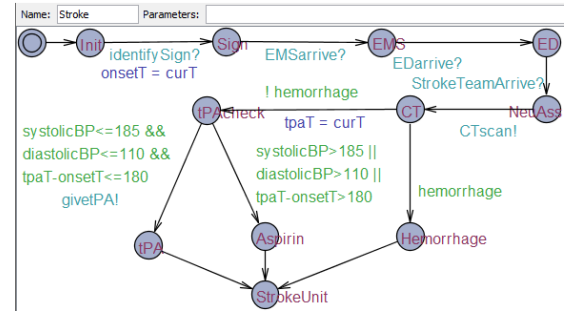 Name: Stroke Parameters:
Init
Sign
EMS
ED
identifySign?
onsetT = curT
EMSarrive?
EDarrive?
StrokeTeamArrive?
! hemorrhage
tPAcheck
tpaT = curT
CT
NeuAss
CTscan!
systolicBP<=185 &&
diastolicBP<=110 &&
tpaT-onsetT<=180
givetPA!
systolicBP>185 ||
diastolicBP>110 ||
tpaT-onsetT>180
hemorrhage
tPA
Aspirin
Hemorrhage
StrokeUnit